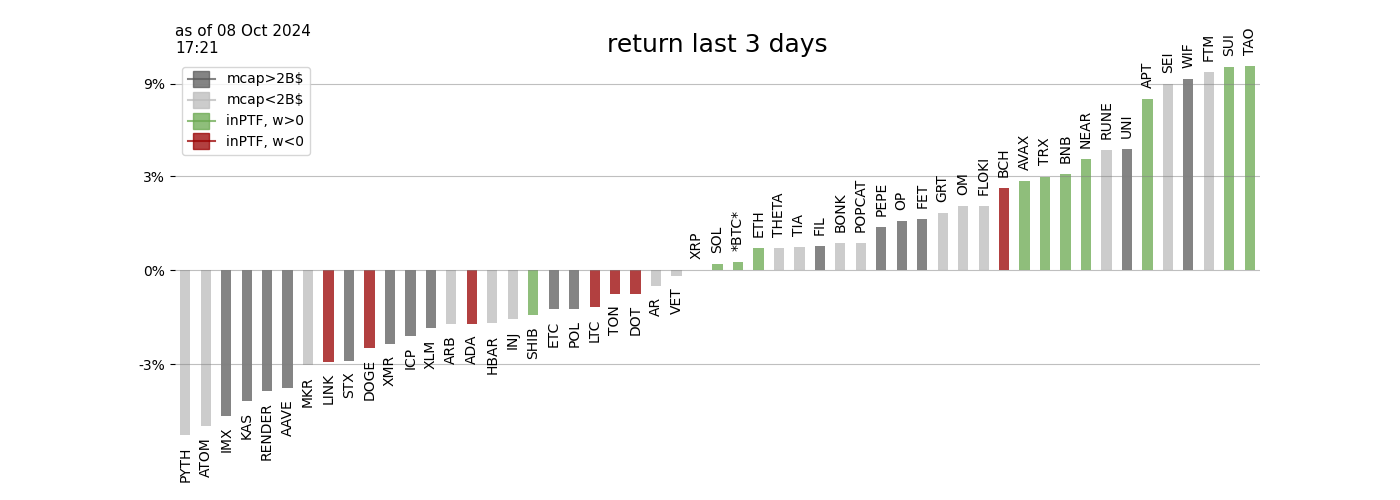 as of 08 Oct 2024
17:21
return last 3 days
mcap>2B$
mcap<2B$
inPTF, w>0
inPTF, w<0
9%
3%
0%
-3%
PYTH
ATOM
IMX
KAS
RENDER
AAVE
MKR
LINK
STX
DOGE
XMR
ICP
XLM
ARB
ADA
HBAR
INJ
SHIB
ETC
POL
LTC
TON
DOT
AR
VET
XRP
SOL
*BTC*
ETH
THETA
TIA
FIL
BONK
POPCAT
PEPE
OP
FET
GRT
OM
FLOKI
BCH
AVAX
TRX
BNB
NEAR
RUNE
UNI
APT
SEI
WIF
FTM
SUI
TAO